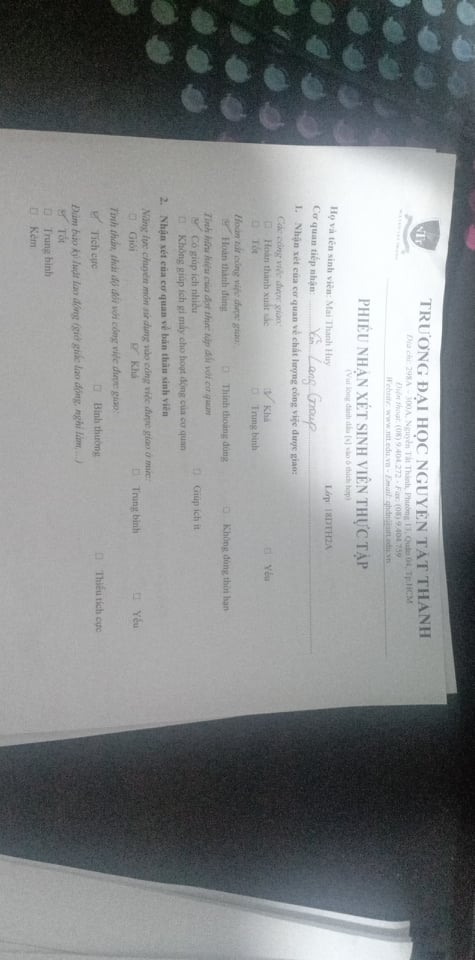 TRƯỜNG ĐẠI HỌC NGUYỄN TẤT THÀNH
Địa chỉ: 298A – 300A, Nguyễn Tất Thành, Phường 13, Quận 04, Tp.HCM
Điện thoại: (08) 9.404.272 - Fax: (08) 9.404.759
Website: www.ntt.edu.vn - Email:
PHIẾU NHẬN XÉT SINH VIÊN THỰC TẬP
(Vui lòng đánh dấu [x] vào ô thích hợp)
Họ và tên sinh viên: Mai Thanh Huy Lớp: 18DTH2A
Cơ quan tiếp nhận: Lang Group
1. Nhận xét của cơ quan về chất lượng công việc được giao:
Các công việc được giao:
□ Hoàn thành xuất sắc ☑ Khá □ Yếu
□ Tốt □ Trung bình
Hoàn tất công việc được giao:
☑ Hoàn thành đúng □ Thỉnh thoảng đúng □ Không đúng thời hạn
Tính hữu hiệu của đợt thực tập đối với cơ quan
☑ Có giúp ích nhiều □ Giúp ích ít
□ Không giúp ích gì mấy cho hoạt động của cơ quan
2. Nhận xét của cơ quan về bản thân sinh viên
Năng lực chuyên môn sử dụng vào công việc được giao ở mức:
□ Giỏi ☑ Khá □ Trung bình □ Yếu
Tinh thần, thái độ đối với công việc được giao:
☑ Tích cực □ Bình thường □ Thiếu tích cực
Đảm bảo kỷ luật lao động (giờ giấc lao động, nghỉ làm,...)
☑ Tốt
□ Trung bình
□ Kém